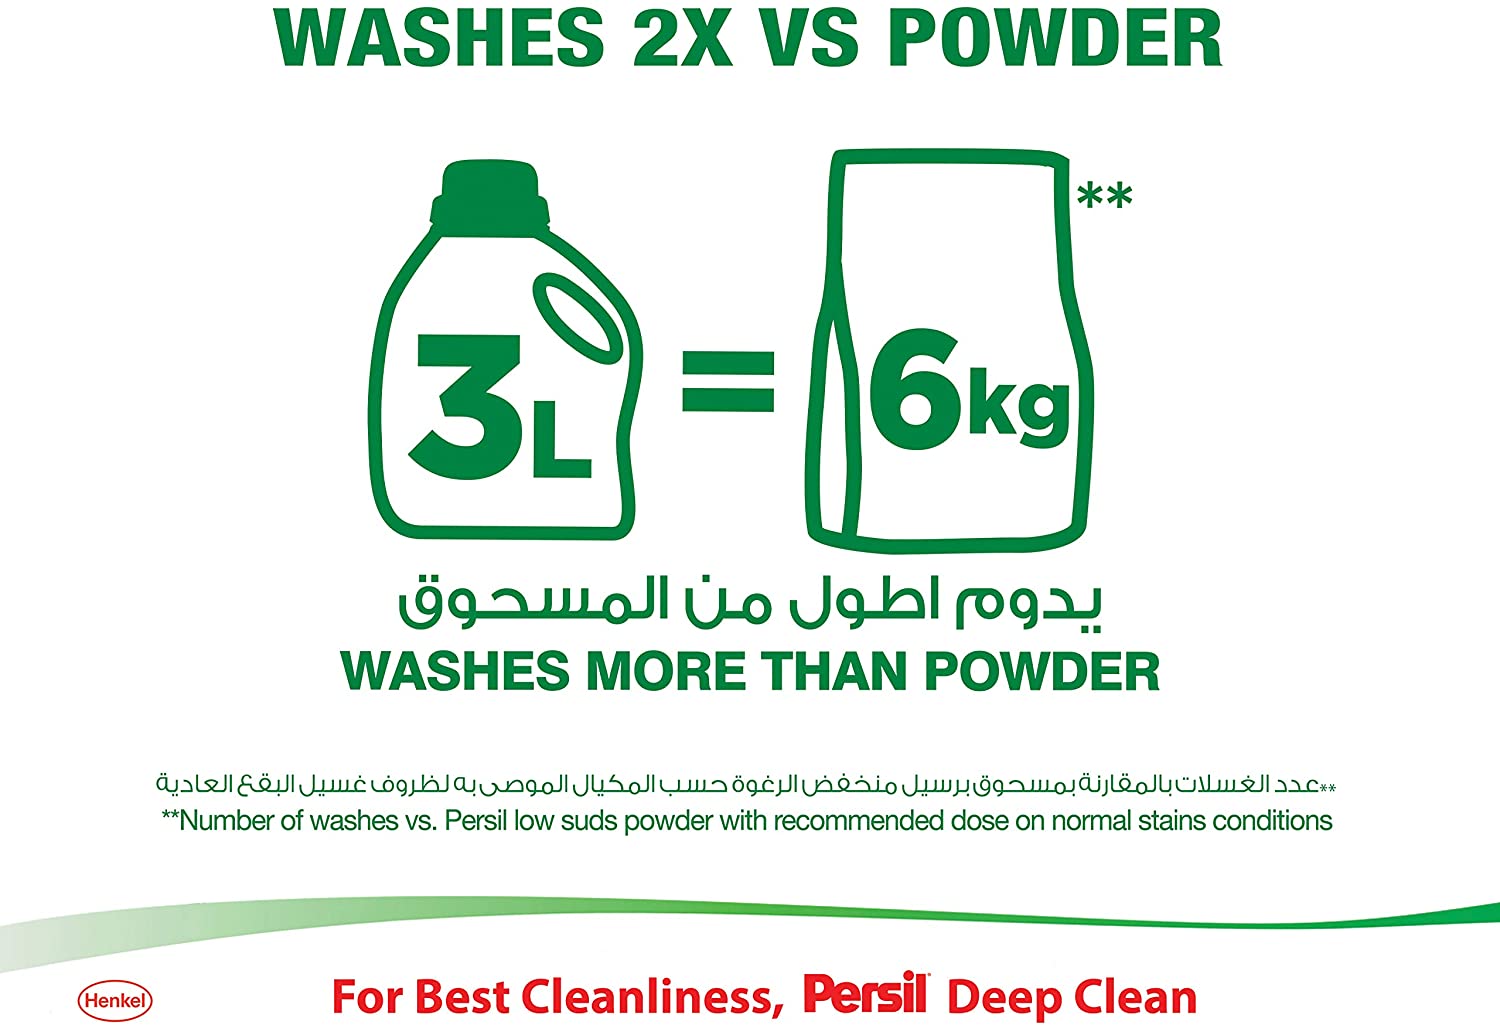 WASHES 2X VS POWDER
**
3L = 6kg
يدوم اطول من المسحوق
WASHES MORE THAN POWDER
**عدد الغسلات بالمقارنة بمسحوق برسيل منخفض الرغوة حسب المكيال الموصى به لظروف غسيل البقع العادية
**Number of washes vs. Persil low suds powder with recommended dose on normal stains conditions
Henkel
For Best Cleanliness, Persil Deep Clean